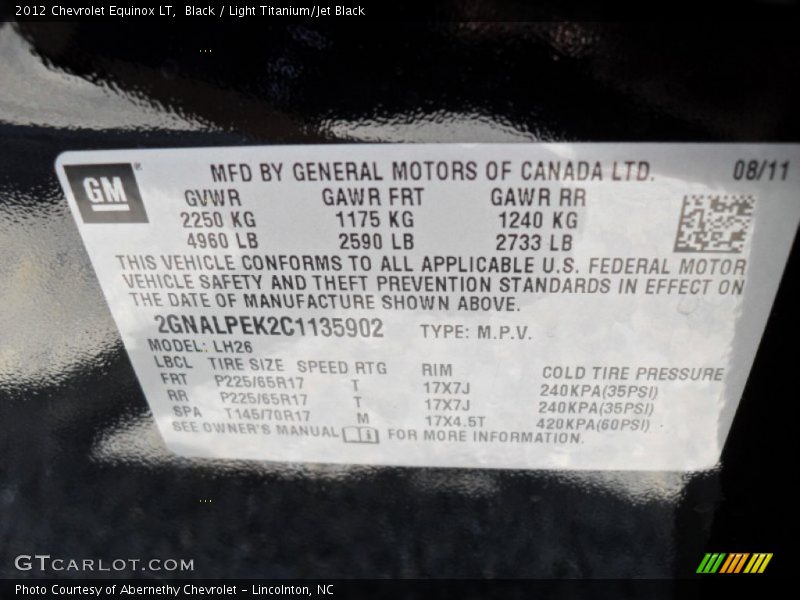 2012 Chevrolet Equinox LT,  Black / Light Titanium/Jet Black
GM
MFD BY GENERAL MOTORS OF CANADA LTD. 08/11
GVWR GAWR FRT GAWR RR
2250 KG 1175 KG 1240 KG
4960 LB 2590 LB 2733 LB
THIS VEHICLE CONFORMS TO ALL APPLICABLE U.S. FEDERAL MOTOR
VEHICLE SAFETY AND THEFT PREVENTION STANDARDS IN EFFECT ON
THE DATE OF MANUFACTURE SHOWN ABOVE.
2GNALPEK2C1135902 TYPE: M.P.V.
MODEL: LH26
LBCL TIRE SIZE SPEED RTG RIM COLD TIRE PRESSURE
FRT P225/65R17 T 17X7J 240KPA(35PSI)
RR P225/65R17 T 17X7J 240KPA(35PSI)
SPA T145/70R17 M 17X4.5T 420KPA(60PSI)
SEE OWNER'S MANUAL FOR MORE INFORMATION.
GTCARLOT.COM
Photo Courtesy of Abernethy Chevrolet - Lincolnton, NC